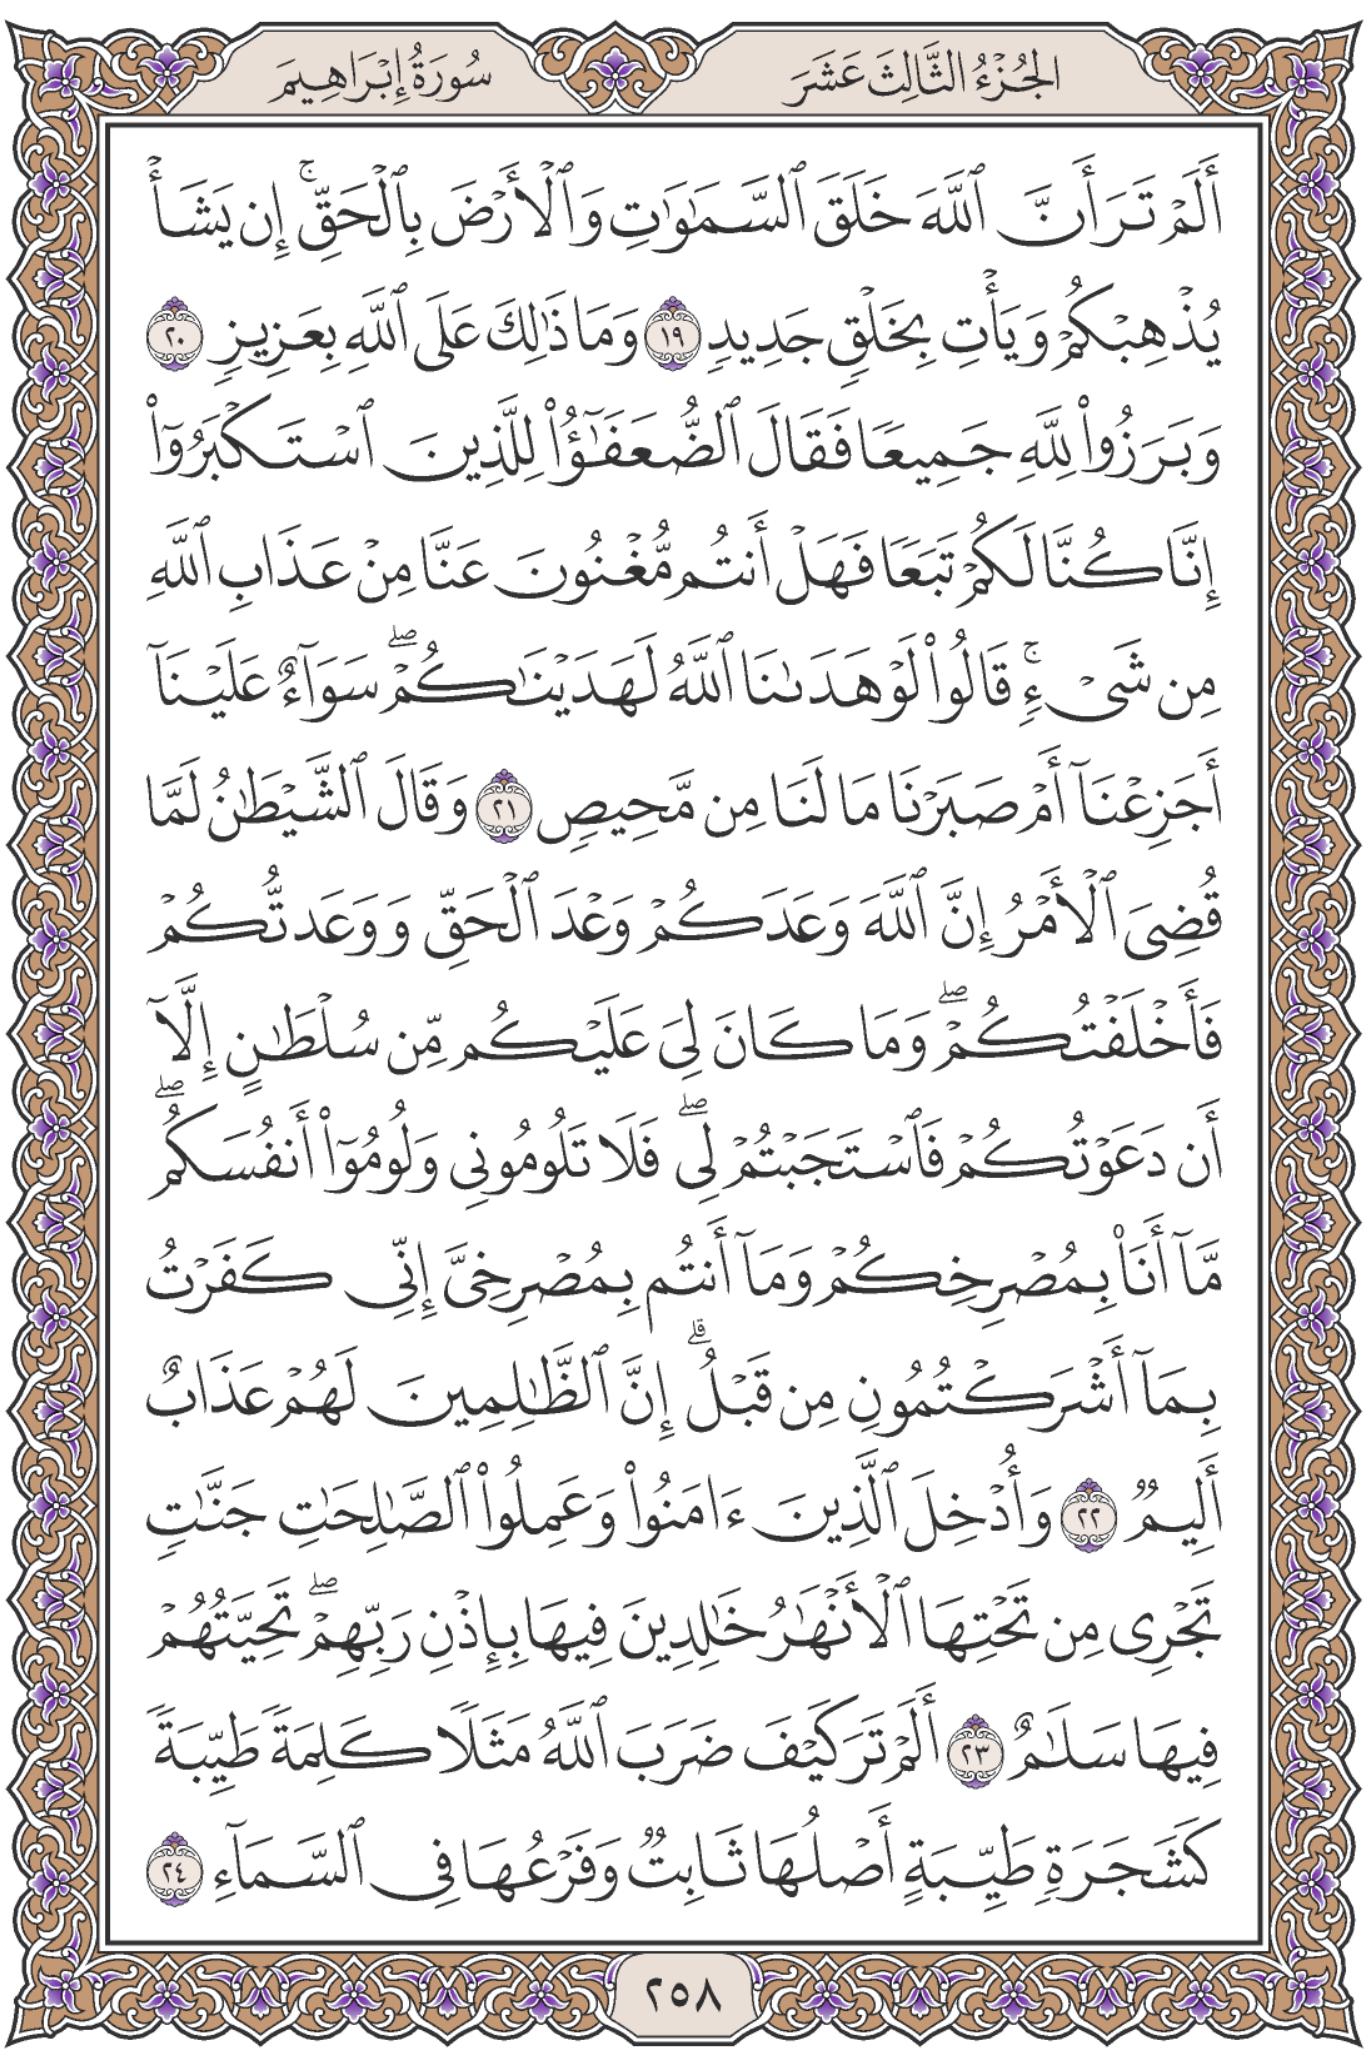 الجُزْءُ الثَّالِثَ عَشَرَ
سُورَةُ إِبْرَاهِيمَ
أَلَمْ تَرَ أَنَّ ٱللَّهَ خَلَقَ ٱلسَّمَٰوَٰتِ وَٱلْأَرْضَ بِٱلْحَقِّۚ إِن يَشَأْ
يُذْهِبْكُمْ وَيَأْتِ بِخَلْقٖ جَدِيدٖ ١٩ وَمَا ذَٰلِكَ عَلَى ٱللَّهِ بِعَزِيزٖ ٢٠
وَبَرَزُواْ لِلَّهِ جَمِيعٗا فَقَالَ ٱلضُّعَفَٰٓؤُاْ لِلَّذِينَ ٱسْتَكْبَرُوٓاْ
إِنَّا كُنَّا لَكُمْ تَبَعٗا فَهَلْ أَنتُم مُّغْنُونَ عَنَّا مِنْ عَذَابِ ٱللَّهِ
مِن شَيْءٖۚ قَالُواْ لَوْ هَدَىٰنَا ٱللَّهُ لَهَدَيْنَٰكُمْۖ سَوَآءٌ عَلَيْنَآ
أَجَزِعْنَآ أَمْ صَبَرْنَا مَا لَنَا مِن مَّحِيصٖ ٢١ وَقَالَ ٱلشَّيْطَٰنُ لَمَّا
قُضِيَ ٱلْأَمْرُ إِنَّ ٱللَّهَ وَعَدَكُمْ وَعْدَ ٱلْحَقِّ وَوَعَدتُّكُمْ
فَأَخْلَفْتُكُمْۖ وَمَا كَانَ لِيَ عَلَيْكُم مِّن سُلْطَٰنٍ إِلَّآ
أَن دَعَوْتُكُمْ فَٱسْتَجَبْتُمْ لِيۖ فَلَا تَلُومُونِي وَلُومُوٓاْ أَنفُسَكُمۖ
مَّآ أَنَا۠ بِمُصْرِخِكُمْ وَمَآ أَنتُم بِمُصْرِخِيَّ إِنِّي كَفَرْتُ
بِمَآ أَشْرَكْتُمُونِ مِن قَبْلُۗ إِنَّ ٱلظَّٰلِمِينَ لَهُمْ عَذَابٌ
أَلِيمٞ ٢٢ وَأُدْخِلَ ٱلَّذِينَ ءَامَنُواْ وَعَمِلُواْ ٱلصَّٰلِحَٰتِ جَنَّٰتٖ
تَجْرِي مِن تَحْتِهَا ٱلْأَنْهَٰرُ خَٰلِدِينَ فِيهَا بِإِذْنِ رَبِّهِمْۖ تَحِيَّتُهُمْ
فِيهَا سَلَٰمٌ ٢٣ أَلَمْ تَرَ كَيْفَ ضَرَبَ ٱللَّهُ مَثَلٗا كَلِمَةٗ طَيِّبَةٗ
كَشَجَرَةٖ طَيِّبَةٍ أَصْلُهَا ثَابِتٞ وَفَرْعُهَا فِي ٱلسَّمَآءِ ٢٤
٢٥٨